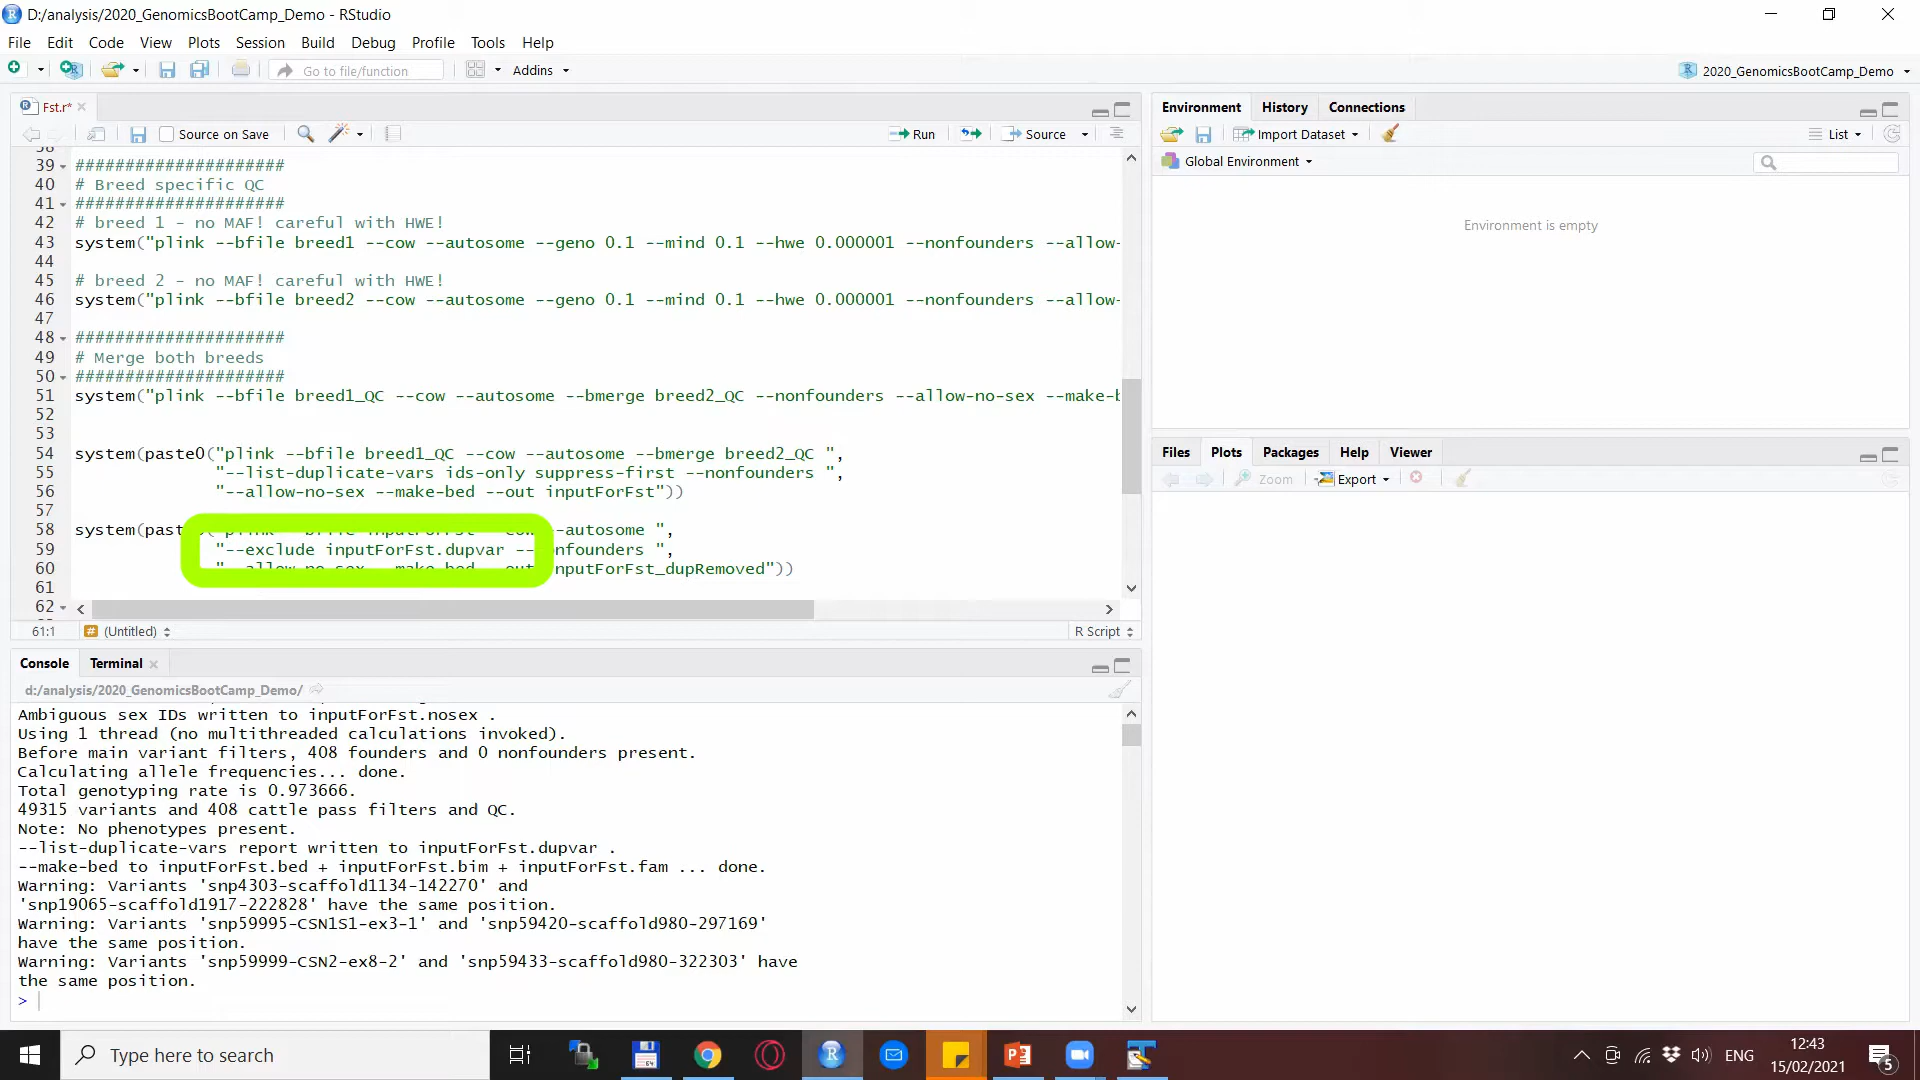 D:/analysis/2020_GenomicsBootCamp_Demo - RStudio
File Edit Code View Plots Session Build Debug Profile Tools Help
Go to file/function Addins 2020_GenomicsBootCamp_Demo
Fst.r*
Source on Save Run Source
39 #####################
40 # Breed specific QC
41 #####################
42 # breed 1 - no MAF! careful with HWE!
43 system("plink --bfile breed1 --cow --autosome --geno 0.1 --mind 0.1 --hwe 0.000001 --nonfounders --allow-
44
45 # breed 2 - no MAF! careful with HWE!
46 system("plink --bfile breed2 --cow --autosome --geno 0.1 --mind 0.1 --hwe 0.000001 --nonfounders --allow-
47
48 #####################
49 # Merge both breeds
50 #####################
51 system("plink --bfile breed1_QC --cow --autosome --bmerge breed2_QC --nonfounders --allow-no-sex --make-b
52
53
54 system(paste0("plink --bfile breed1_QC --cow --autosome --bmerge breed2_QC ",
55 "--list-duplicate-vars ids-only suppress-first --nonfounders ",
56 "--allow-no-sex --make-bed --out inputForFst"))
57
58 system(past --autosome ",
59 "--exclude inputForFst.dupvar -- nfounders ",
60 nputForFst_dupRemoved"))
61
62
61:1 (Untitled) R Script
Console Terminal
d:/analysis/2020_GenomicsBootCamp_Demo/
Ambiguous sex IDs written to inputForFst.nosex .
Using 1 thread (no multithreaded calculations invoked).
Before main variant filters, 408 founders and 0 nonfounders present.
Calculating allele frequencies... done.
Total genotyping rate is 0.973666.
49315 variants and 408 cattle pass filters and QC.
Note: No phenotypes present.
--list-duplicate-vars report written to inputForFst.dupvar .
--make-bed to inputForFst.bed + inputForFst.bim + inputForFst.fam ... done.
Warning: Variants 'snp4303-scaffold1134-142270' and
'snp19065-scaffold1917-222828' have the same position.
Warning: Variants 'snp59995-CSN1S1-ex3-1' and 'snp59420-scaffold980-297169'
have the same position.
Warning: Variants 'snp59999-CSN2-ex8-2' and 'snp59433-scaffold980-322303' have
the same position.
>
Environment History Connections
Import Dataset List
Global Environment
Environment is empty
Files Plots Packages Help Viewer
Zoom Export
Type here to search
ENG
12:43
15/02/2021
5